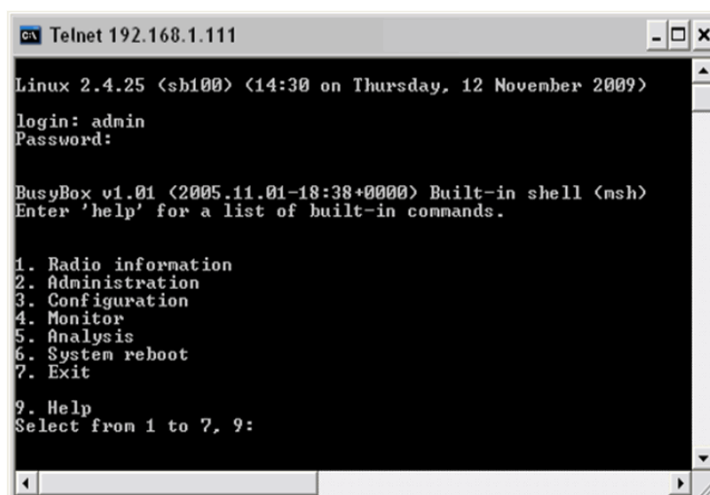 Telnet 192.168.1.111
Linux 2.4.25 (sb100) (14:30 on Thursday, 12 November 2009)
login: admin
Password:
BusyBox v1.01 (2005.11.01-18:38+0000) Built-in shell (msh)
Enter 'help' for a list of built-in commands.
1. Radio information
2. Administration
3. Configuration
4. Monitor
5. Analysis
6. System reboot
7. Exit
9. Help
Select from 1 to 7, 9: